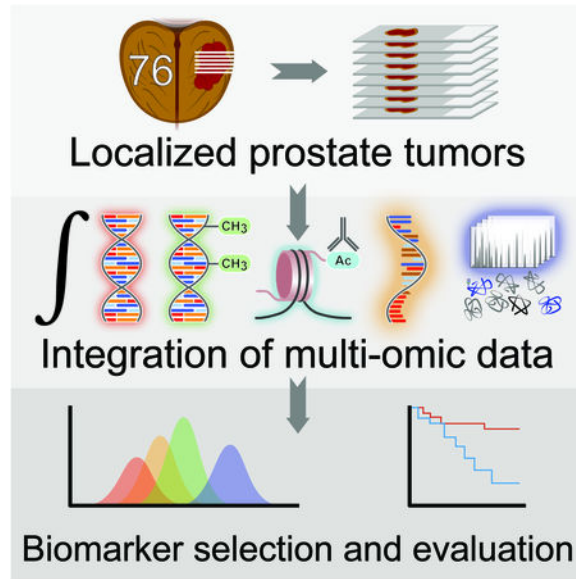 76
Localized prostate tumors
CH3
CH3
Ac
Integration of multi-omic data
Biomarker selection and evaluation